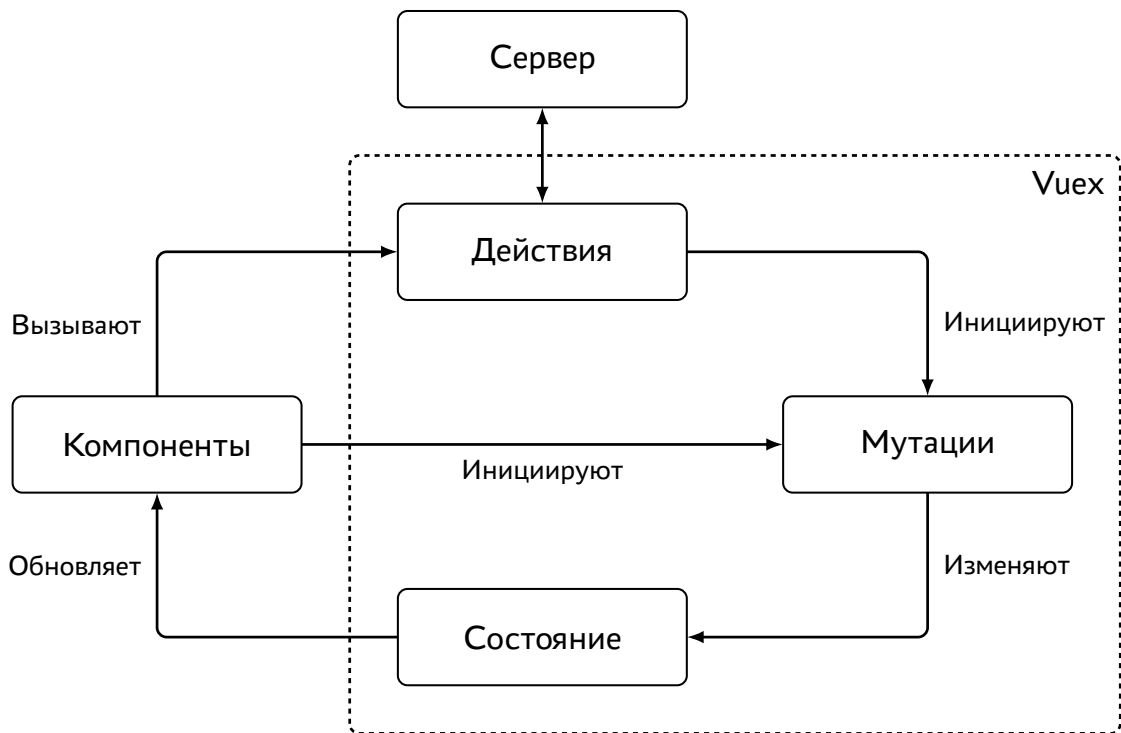 Сервер
Vuex
Действия
Вызывают
Инициируют
Компоненты
Мутации
Инициируют
Обновляет
Изменяют
Состояние